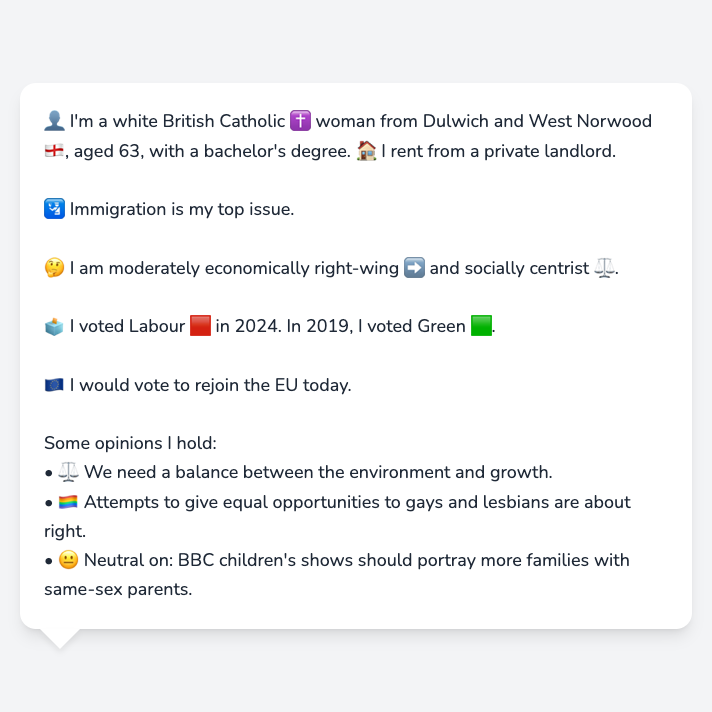 👤 I'm a white British Catholic ✝️ woman from Dulwich and West Norwood
🏴󠁧󠁢󠁥󠁮󠁧󠁿, aged 63, with a bachelor's degree. 🏠 I rent from a private landlord.
🛂 Immigration is my top issue.
🤔 I am moderately economically right-wing ➡️ and socially centrist ⚖️.
🗳️ I voted Labour 🟥 in 2024. In 2019, I voted Green 🟩.
🇪🇺 I would vote to rejoin the EU today.
Some opinions I hold:
• ⚖️ We need a balance between the environment and growth.
• 🏳️‍🌈 Attempts to give equal opportunities to gays and lesbians are about
right.
• 😐 Neutral on: BBC children's shows should portray more families with
same-sex parents.